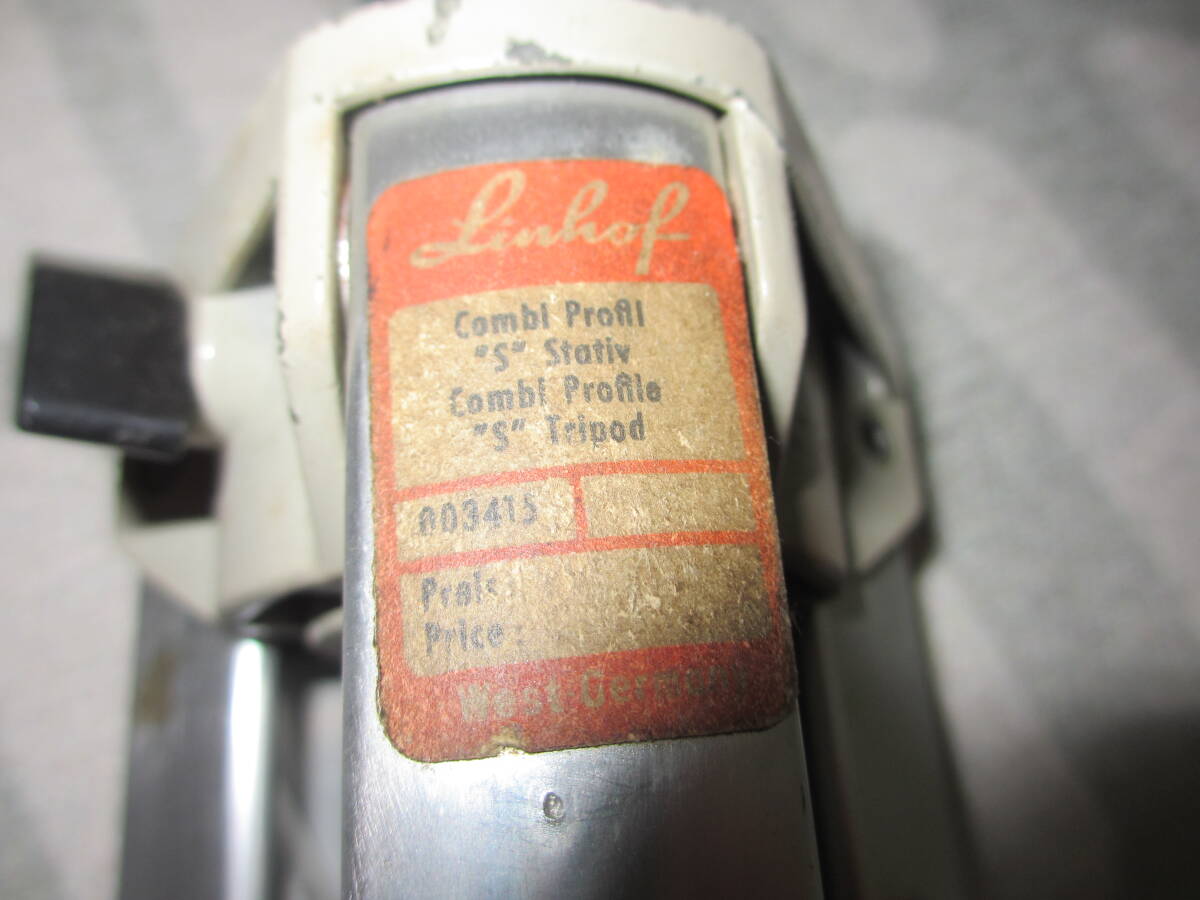 Linhof
Combi Profil
"S" Stativ
Combi Profile
"S" Tripod
003415
Preis:
Price:
West-Germany